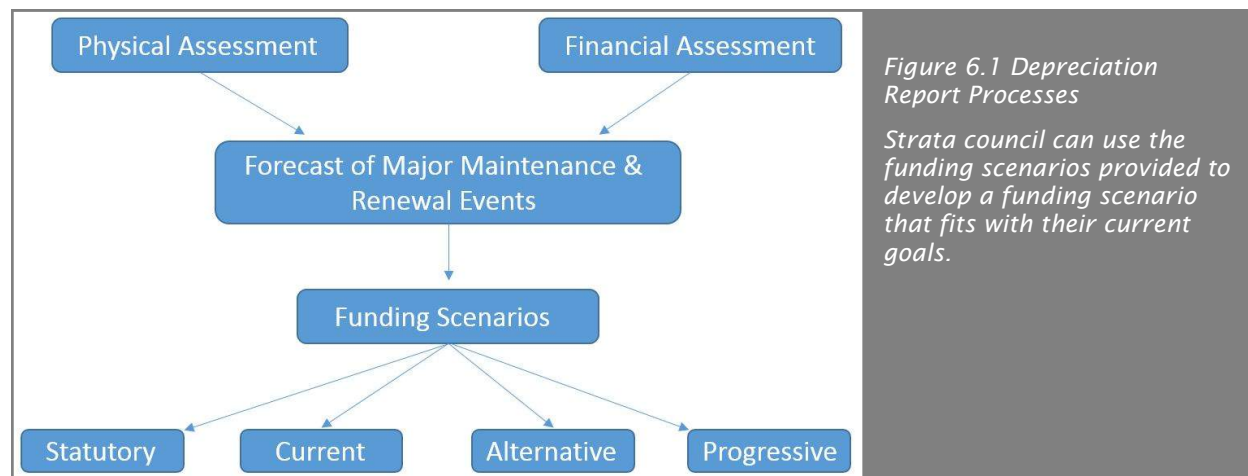 Physical Assessment
Financial Assessment
Forecast of Major Maintenance &
Renewal Events
Funding Scenarios
Statutory
Current
Alternative
Progressive
Figure 6.1 Depreciation
Report Processes
Strata council can use the
funding scenarios provided to
develop a funding scenario
that fits with their current
goals.